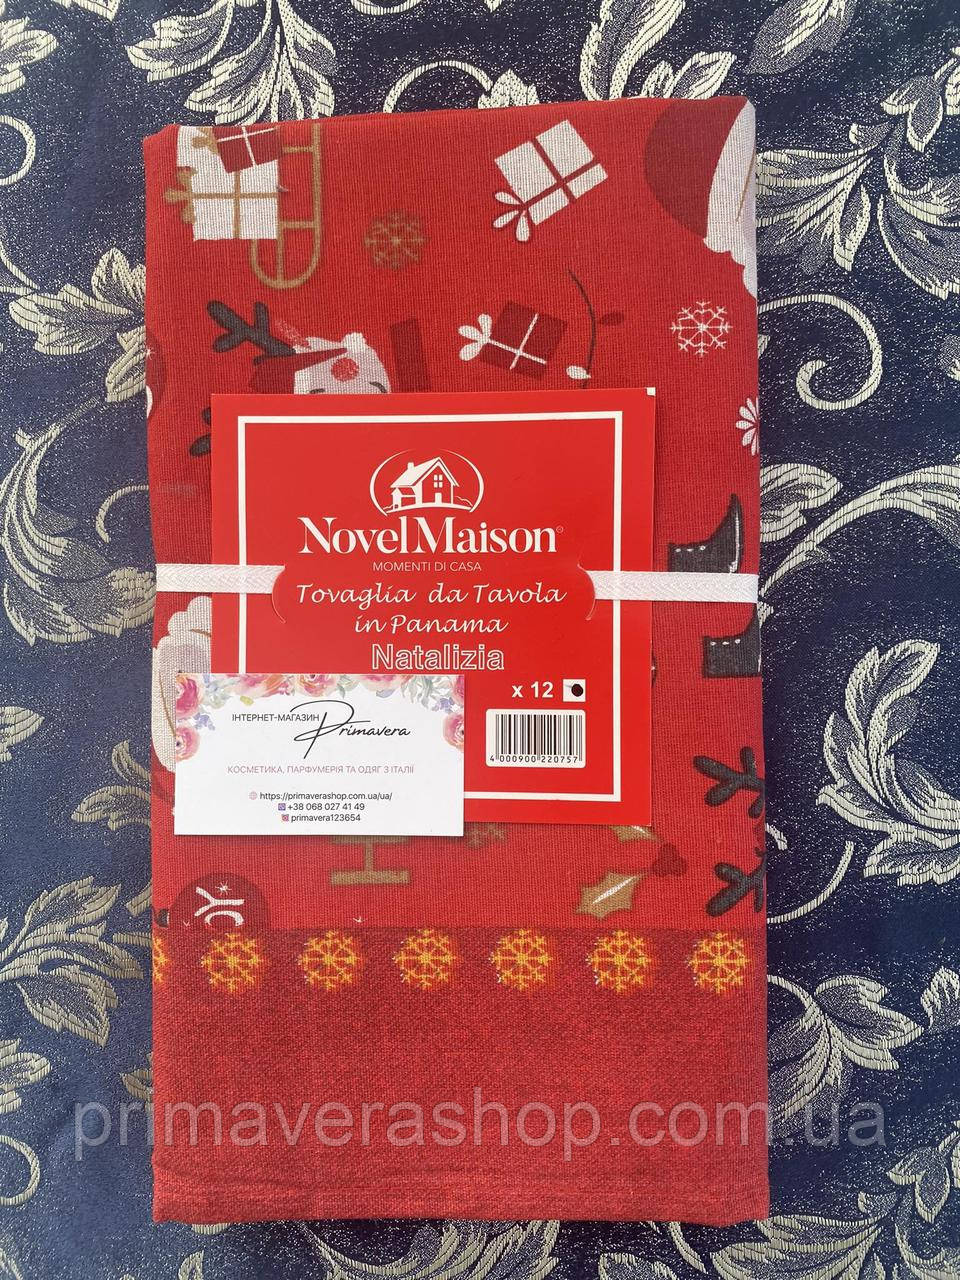 NovelMaison®
MOMENTI DI CASA
Tovaglia da Tavola
in Panama
Natalizia
x 12
4 000900 220757
ІНТЕРНЕТ-МАГАЗИН
Primavera
КОСМЕТИКА, ПАРФУМЕРІЯ ТА ОДЯГ З ІТАЛІЇ
https://primaverashop.com.ua/ua/
+38 068 027 41 49
primavera123654
primaverashop.com.ua